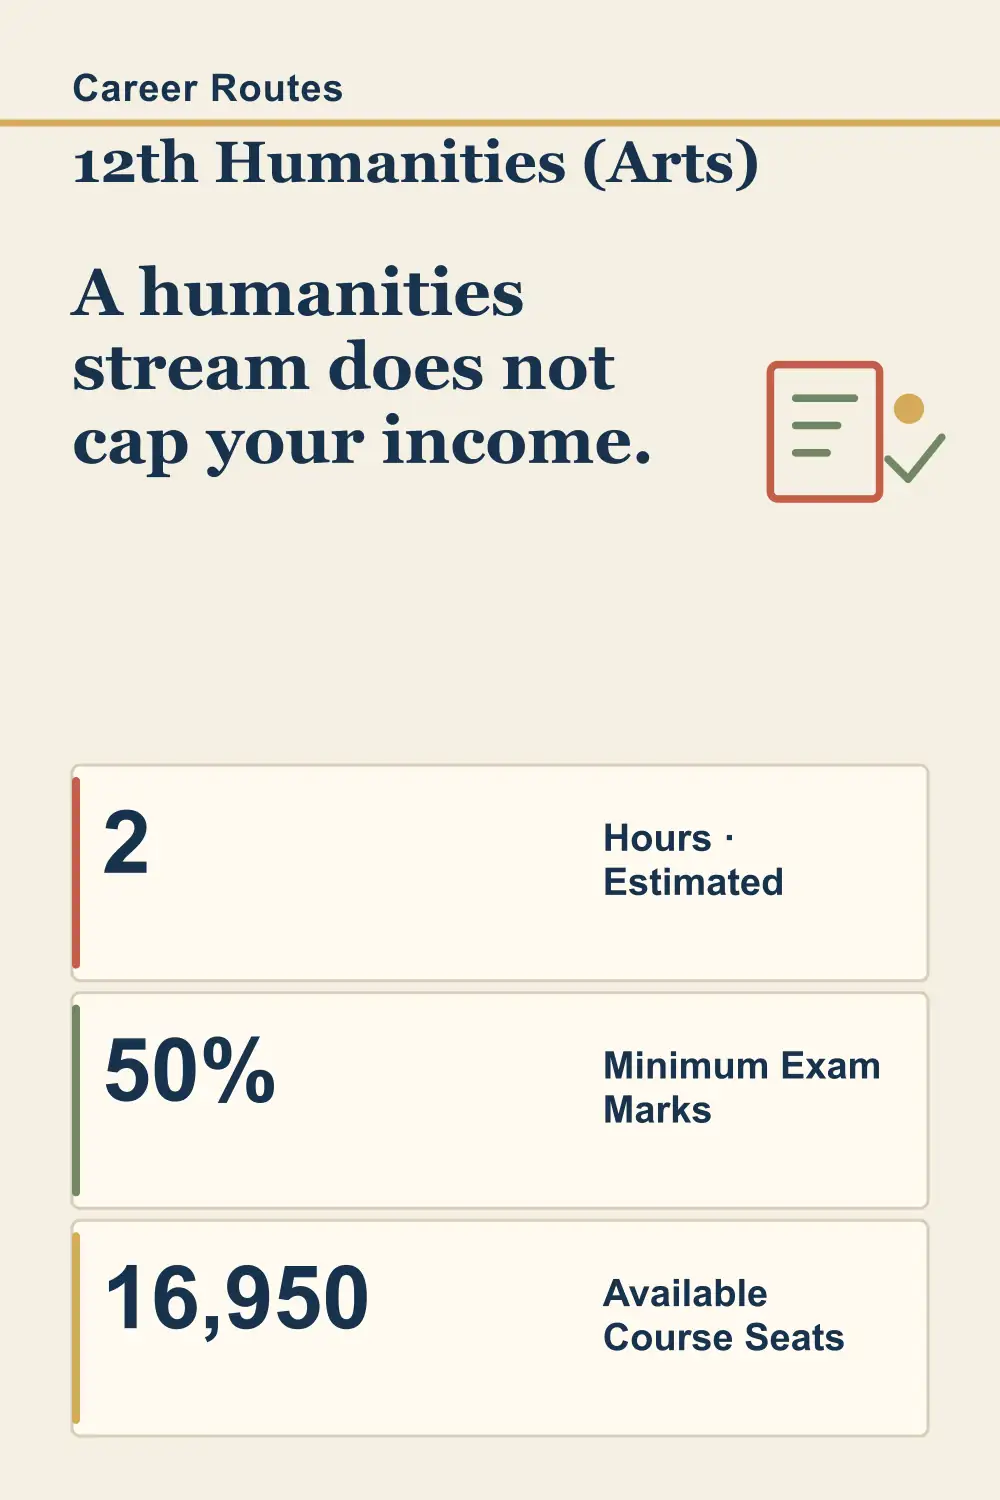 Career Routes
12th Humanities (Arts)
A humanities
stream does not
cap your income.
2
Hours ·
Estimated
50%
Minimum Exam
Marks
16,950
Available
Course Seats